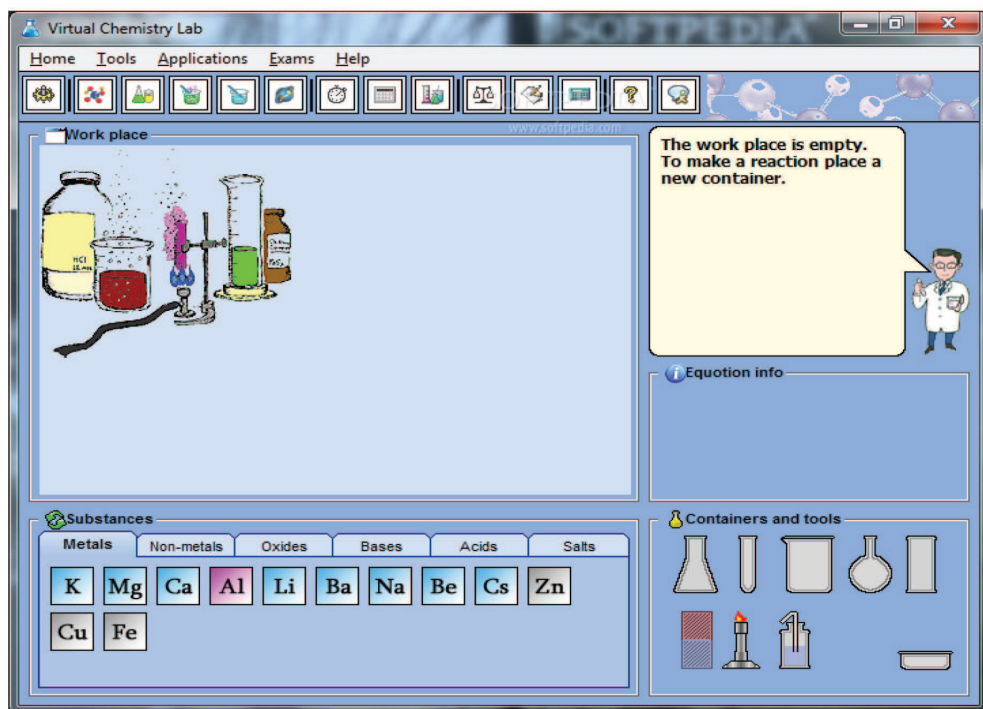 Virtual Chemistry Lab
SOFTPEDIA
Home Tools Applications Exams Help
www.softpedia.com
Work place
The work place is empty.
To make a reaction place a
new container.
HCl
Equotion info
Substances
Metals Non-metals Oxides Bases Acids Salts
K Mg Ca Al Li Ba Na Be Cs Zn
Cu Fe
Containers and tools